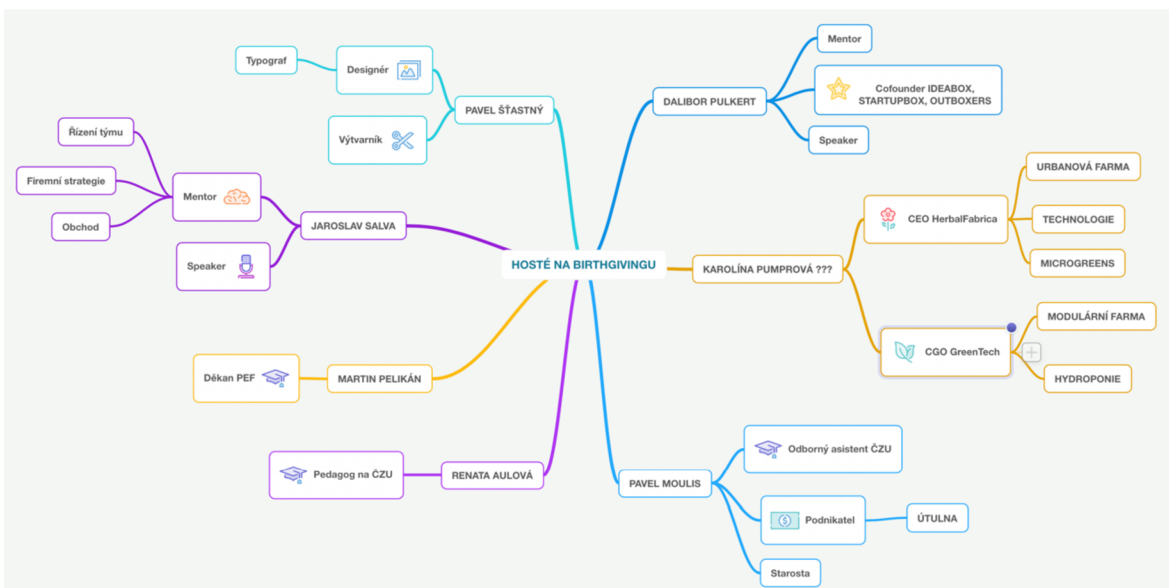 HOSTÉ NA BIRTHGIVINGU
DALIBOR PULKERT
Mentor
Cofounder IDEABOX,
STARTUPBOX, OUTBOXERS
Speaker
KAROLÍNA PUMPROVÁ ???
CEO HerbalFabrica
URBANOVÁ FARMA
TECHNOLOGIE
MICROGREENS
CGO GreenTech
MODULÁRNÍ FARMA
HYDROPONIE
PAVEL MOULIS
Odborný asistent ČZU
Podnikatel
ÚTULNA
Starosta
PAVEL ŠŤASTNÝ
Designér
Typograf
Výtvarník
JAROSLAV SALVA
Mentor
Řízení týmu
Firemní strategie
Obchod
Speaker
MARTIN PELIKÁN
Děkan PEF
RENATA AULOVÁ
Pedagog na ČZU